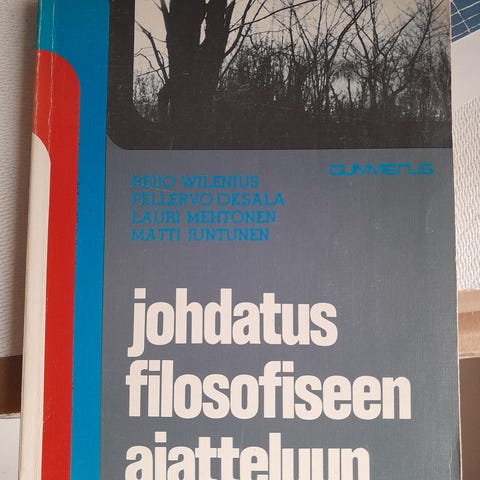 GUMMERUS
REIJO WILENIUS
PELLERVO OKSALA
LAURI MEHTONEN
MATTI JUNTUNEN
johdatus
filosofiseen
ajatteluun